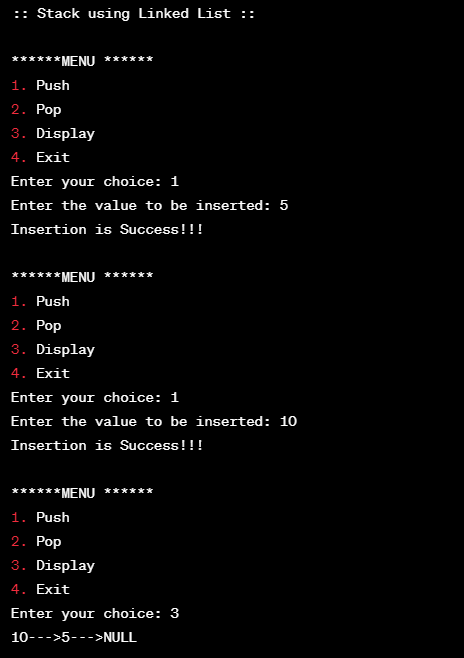 :: Stack using Linked List ::
******MENU ******
1. Push
2. Pop
3. Display
4. Exit
Enter your choice: 1
Enter the value to be inserted: 5
Insertion is Success!!!
******MENU ******
1. Push
2. Pop
3. Display
4. Exit
Enter your choice: 1
Enter the value to be inserted: 10
Insertion is Success!!!
******MENU ******
1. Push
2. Pop
3. Display
4. Exit
Enter your choice: 3
10--->5--->NULL